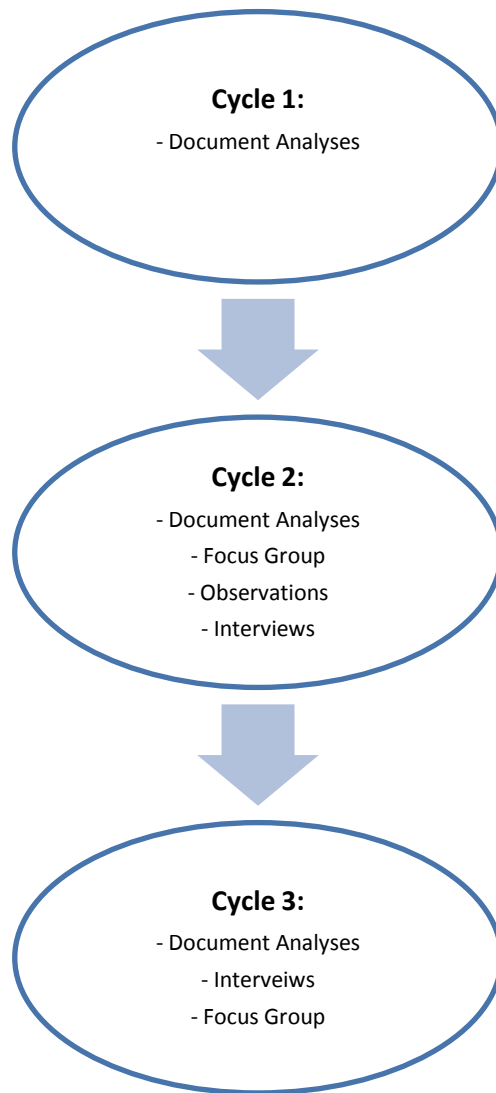 Cycle 1:
- Document Analyses
Cycle 2:
- Document Analyses
- Focus Group
- Observations
- Interviews
Cycle 3:
- Document Analyses
- Interveiws
- Focus Group